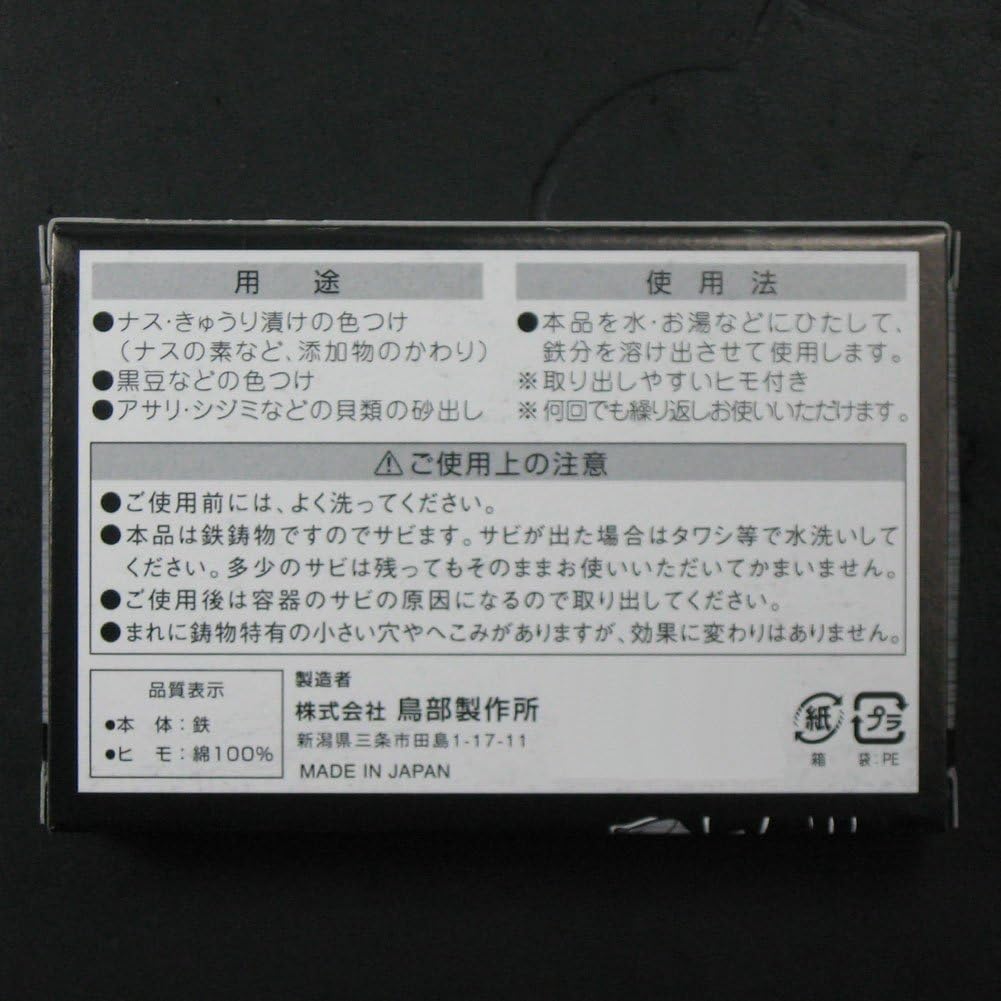 用 途
●ナス・きゅうり漬けの色つけ
(ナスの素など、添加物のかわり)
●黒豆などの色つけ
●アサリ・シジミなどの貝類の砂出し
使 用 法
●本品を水・お湯などにひたして、
鉄分を溶け出させて使用します。
※取り出しやすいヒモ付き
※何回でも繰り返しお使いいただけます。
⚠ご使用上の注意
●ご使用前には、よく洗ってください。
●本品は鉄鋳物ですのでサビます。サビが出た場合はタワシ等で水洗いして
ください。多少のサビは残ってもそのままお使いいただいてかまいません。
●ご使用後は容器のサビの原因になるので取り出してください。
●まれに鋳物特有の小さい穴やへこみがありますが、効果に変わりはありません。
品質表示
●本 体:鉄
●ヒ モ:綿100%
製造者
株式会社 鳥部製作所
新潟県三条市田島1-17-11
MADE IN JAPAN
紙
箱
プラ
袋:PE